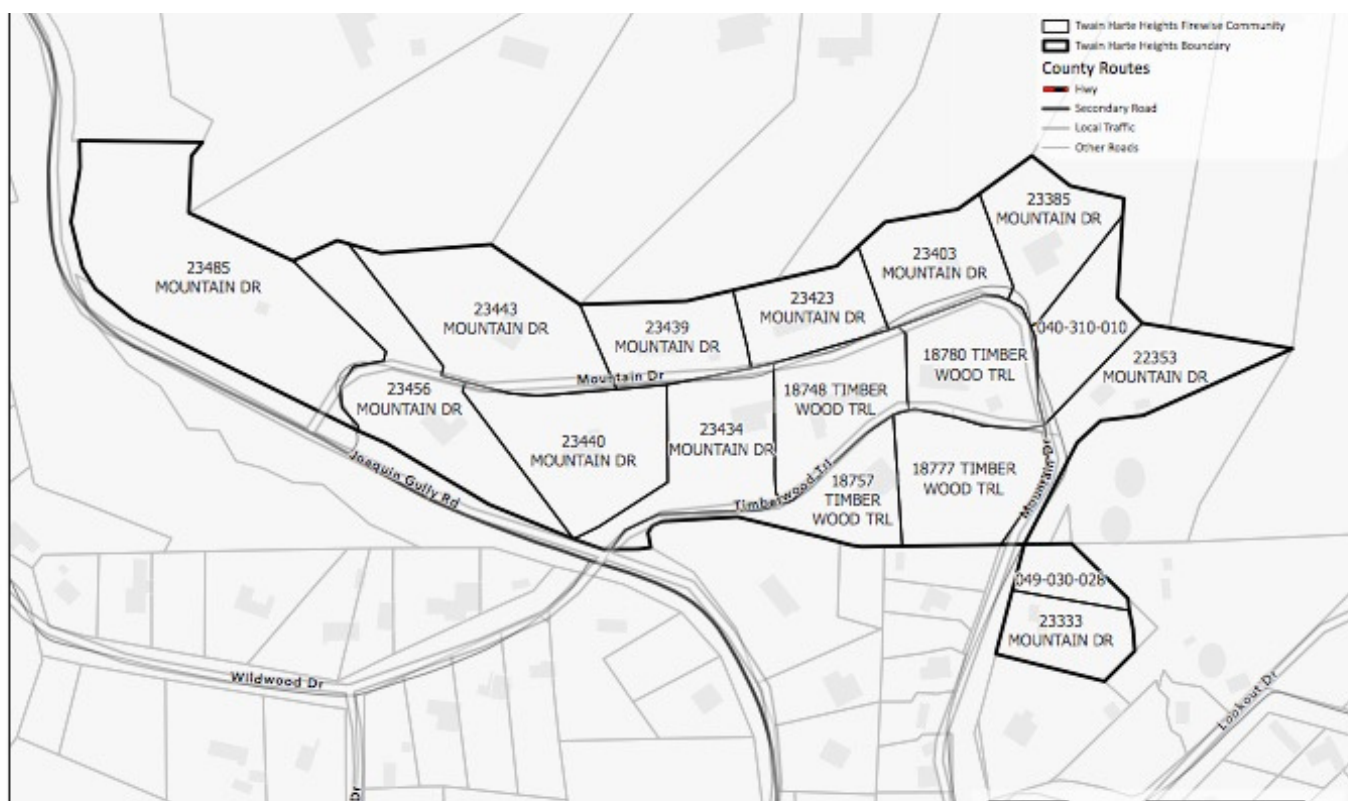 Twain Harte Heights Firewise Community
Twain Harte Heights Boundary
County Routes
Hwy
Secondary Road
Local Traffic
Other Roads
23385
MOUNTAIN DR
23485
MOUNTAIN DR
23403
MOUNTAIN DR
23443
MOUNTAIN DR
23423
MOUNTAIN DR
23439
MOUNTAIN DR
040-310-010
22353
MOUNTAIN DR
18780 TIMBER
WOOD TRL
Mountain Dr
23456
MOUNTAIN DR
18748 TIMBER
WOOD TRL
23434
MOUNTAIN DR
23440
MOUNTAIN DR
Joaquin Gully Rd
Timberwood Trl
18757
TIMBER
WOOD TRL
18777 TIMBER
WOOD TRL
Mountain Dr
049-030-028
23333
MOUNTAIN DR
Wildwood Dr
Lookout Dr
Dr